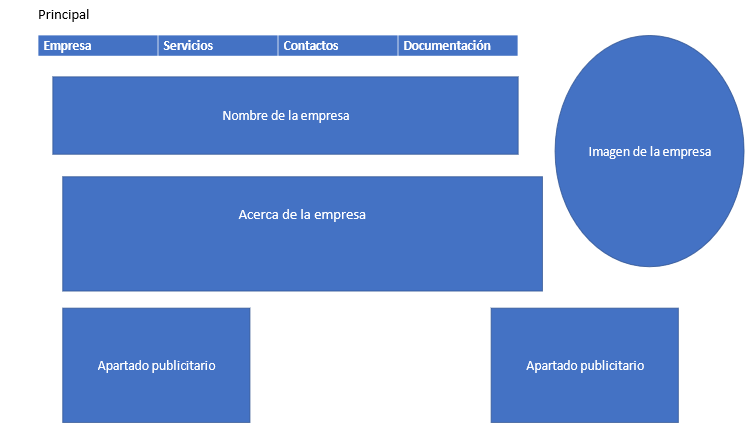 Principal
Empresa
Servicios
Contactos
Documentación
Nombre de la empresa
Imagen de la empresa
Acerca de la empresa
Apartado publicitario
Apartado publicitario